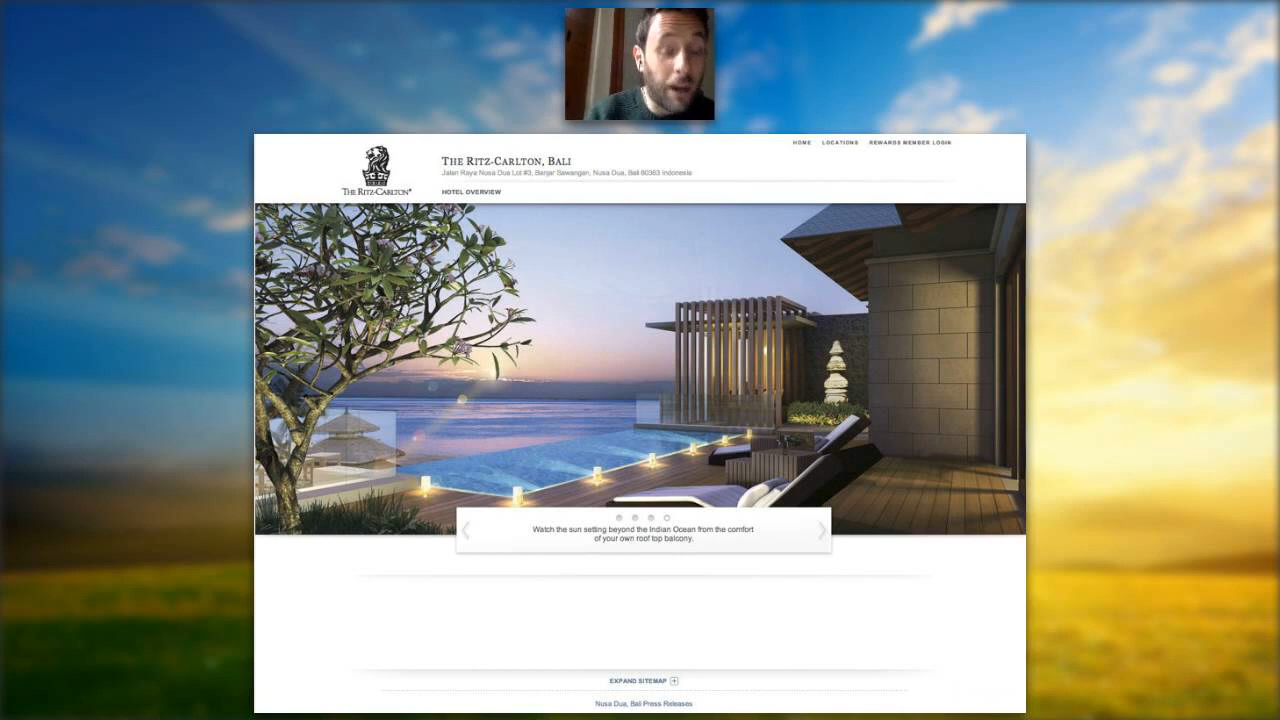 HOME LOCATIONS REWARDS MEMBER LOGIN
THE RITZ-CARLTON, BALI
Jalan Raya Nusa Dua Lot #3, Banjar Sawangan, Nusa Dua, Bali 80363 Indonesia
THE RITZ-CARLTON®
HOTEL OVERVIEW
Watch the sun setting beyond the Indian Ocean from the comfort
of your own roof top balcony.
EXPAND SITEMAP
Nusa Dua, Bali Press Releases